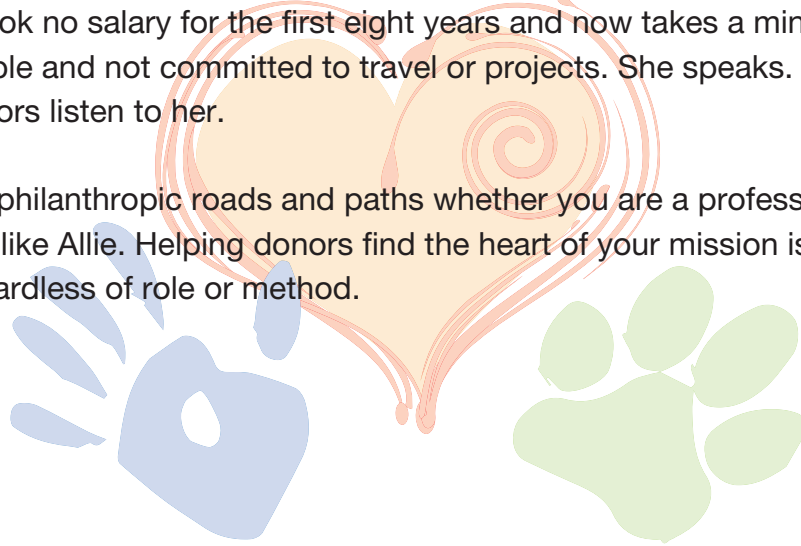 ok no salary for the first eight years and now takes a min
ble and not committed to travel or projects. She speaks.
ors listen to her.
philanthropic roads and paths whether you are a profess
like Allie. Helping donors find the heart of your mission is
ardless of role or method.